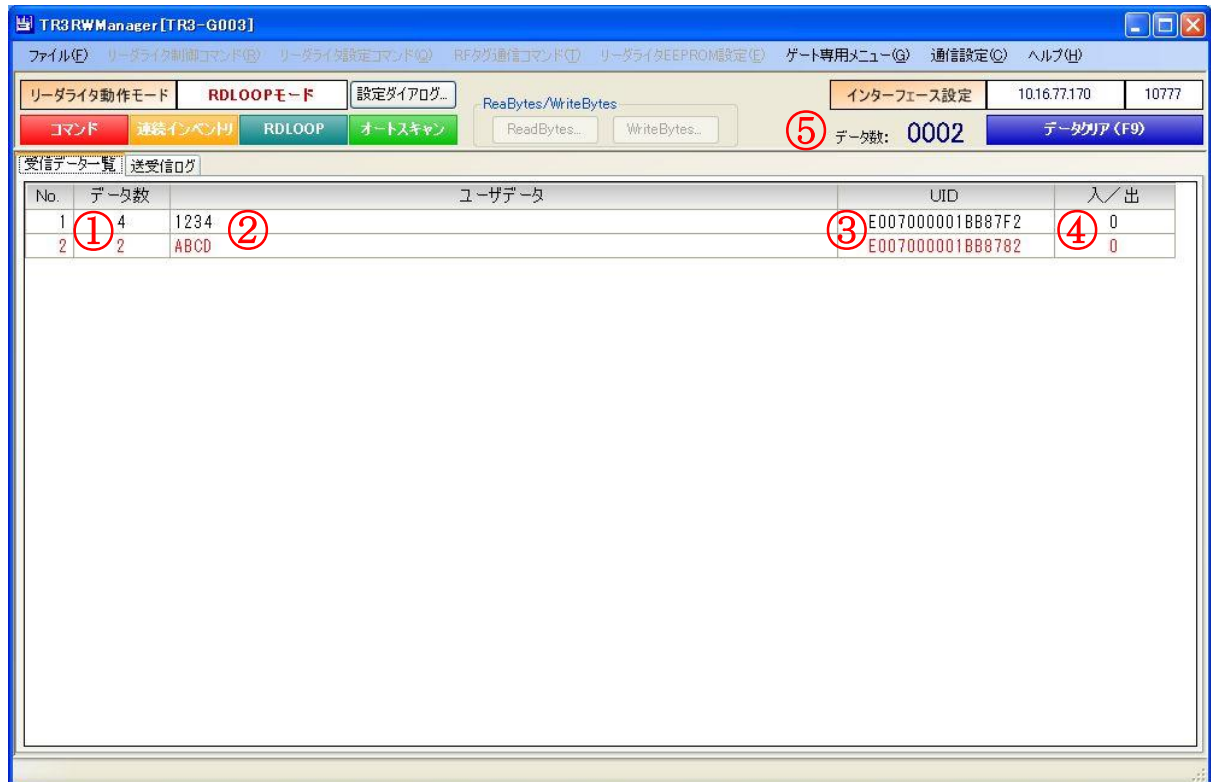 TR3RWManager[TR3-G003]
ファイル(F) リーダライタ制御コマンド(R) リーダライタ設定コマンド(O) RFタグ通信コマンド(T) リーダライタEEPROM設定(E) ゲート専用メニュー(G) 通信設定(C) ヘルプ(H)
リーダライタ動作モード RDLOOPモード 設定ダイアログ... ReaBytes/WriteBytes インターフェース設定 10.16.77.170 10777
コマンド 連続インベントリ RDLOOP オートスキャン ReadBytes... WriteBytes... ⑤ データ数: 0002 データクリア(F9)
受信データ一覧 送受信ログ
No. データ数 ユーザデータ UID 入/出
1 ① 4 1234 ② ③ E007000001BB87F2 ④ 0
2 2 ABCD E007000001BB8782 0